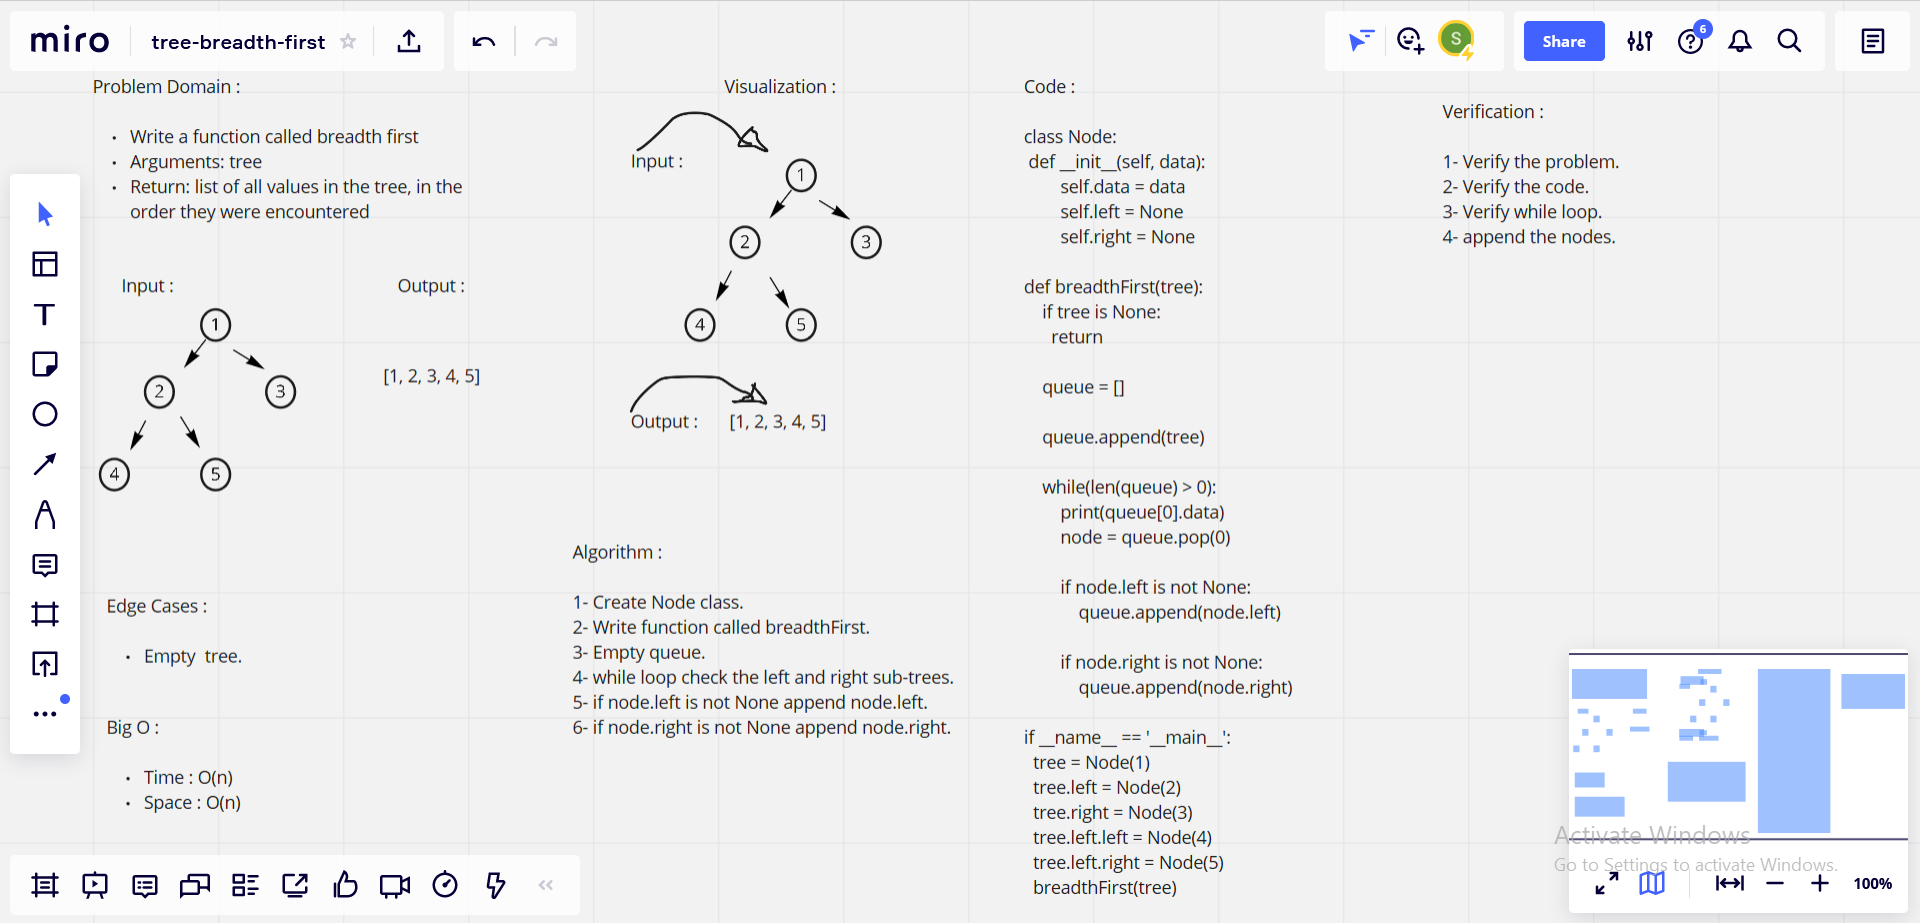 miro
tree-breadth-first
S
Share
6
Problem Domain :
• Write a function called breadth first
• Arguments: tree
• Return: list of all values in the tree, in the
order they were encountered
Input :
1
2
3
4
5
Output :
[1, 2, 3, 4, 5]
Edge Cases :
• Empty  tree.
Big O :
• Time : O(n)
• Space : O(n)
Visualization :
Input :
1
2
3
4
5
Output :
[1, 2, 3, 4, 5]
Algorithm :
1- Create Node class.
2- Write function called breadthFirst.
3- Empty queue.
4- while loop check the left and right sub-trees.
5- if node.left is not None append node.left.
6- if node.right is not None append node.right.
Code :
class Node:
def __init__(self, data):
self.data = data
self.left = None
self.right = None
def breadthFirst(tree):
if tree is None:
return
queue = []
queue.append(tree)
while(len(queue) > 0):
print(queue[0].data)
node = queue.pop(0)
if node.left is not None:
queue.append(node.left)
if node.right is not None:
queue.append(node.right)
if __name__ == '__main__':
tree = Node(1)
tree.left = Node(2)
tree.right = Node(3)
tree.left.left = Node(4)
tree.left.right = Node(5)
breadthFirst(tree)
Verification :
1- Verify the problem.
2- Verify the code.
3- Verify while loop.
4- append the nodes.
Activate Windows
Go to Settings to activate Windows.
100%